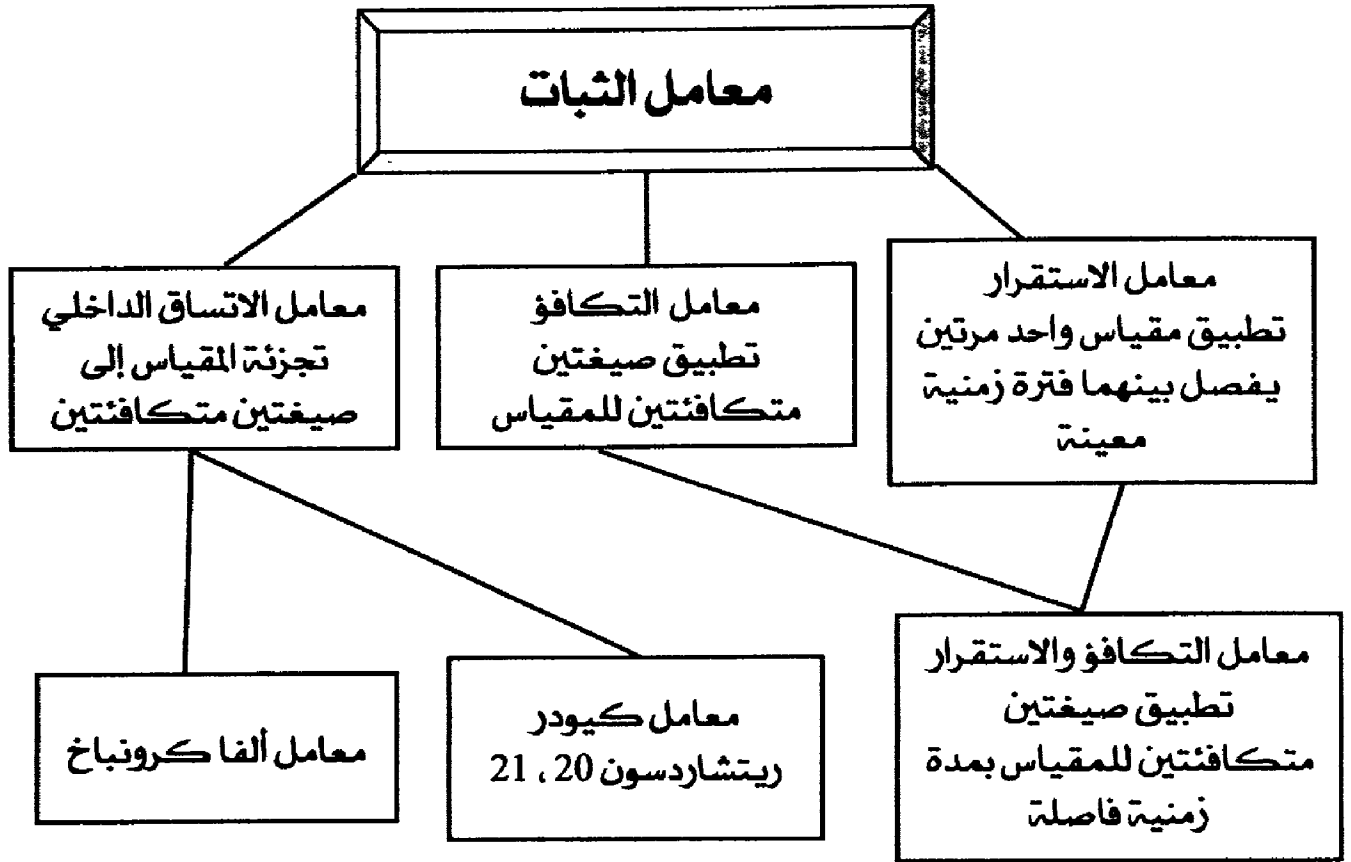 معامل الثبات
معامل الاستقرار
تطبيق مقياس واحد مرتين
يفصل بينهما فترة زمنية
معينة
معامل التكافؤ
تطبيق صيغتين
متكافئتين للمقياس
معامل الاتساق الداخلي
تجزئة المقياس إلى
صيغتين متكافئتين
معامل التكافؤ والاستقرار
تطبيق صيغتين
متكافئتين للمقياس بمدة
زمنية فاصلة
معامل كيودر
ريتشاردسون 20 ، 21
معامل ألفا كرونباخ